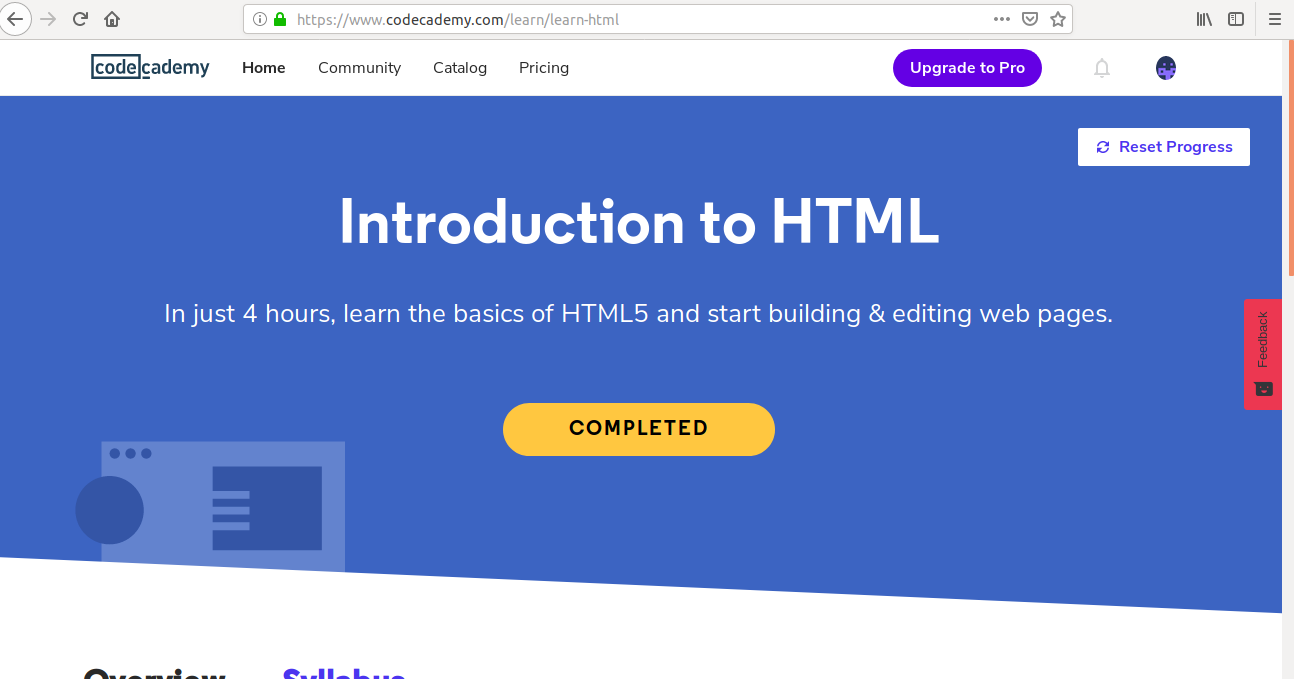 https://www.codecademy.com/learn/learn-html
codecademy Home Community Catalog Pricing Upgrade to Pro
Reset Progress
Introduction to HTML
In just 4 hours, learn the basics of HTML5 and start building & editing web pages.
Feedback
COMPLETED
Overview Syllabus